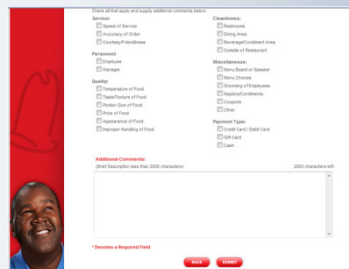 Check all that apply and supply additional comments below.
Service:
Speed of Service
Accuracy of Order
Courtesy/Friendliness
Personnel:
Employee
Manager
Quality:
Temperature of Food
Taste/Texture of Food
Portion Size of Food
Price of Food
Appearance of Food
Improper Handling of Food
Cleanliness:
Restrooms
Dining Area
Beverage/Condiment Area
Outside of Restaurant
Miscellaneous:
Menu Board or Speaker
Menu Choices
Grooming of Employees
Napkins/Condiments
Coupons
Other
Payment Type:
Credit Card / Debit Card
Gift Card
Cash
Additional Comments:
(Brief Description less than 2000 characters)
2000 characters left
* Denotes a Required Field
BACK
SUBMIT